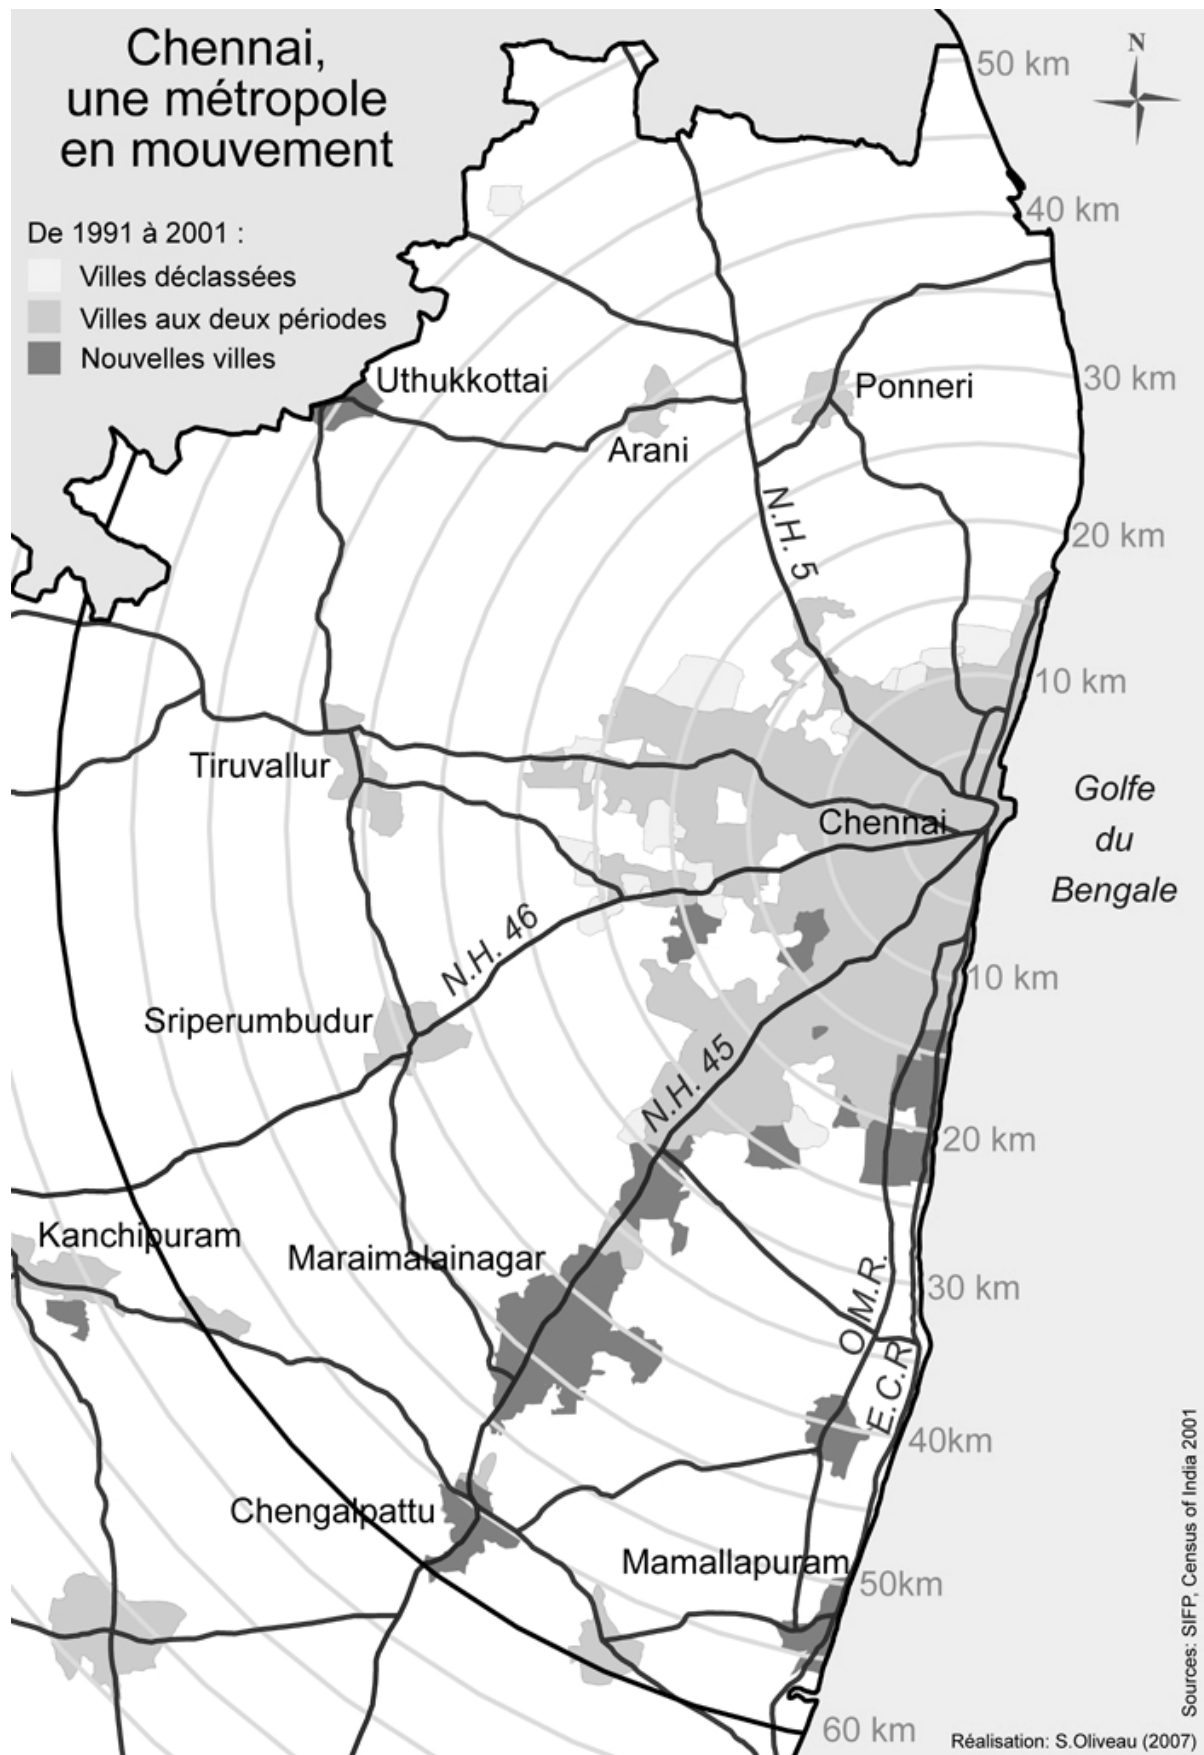 Chennai,
une métropole
en mouvement
N
50 km
40 km
De 1991 à 2001 :
Villes déclassées
Villes aux deux périodes
Nouvelles villes
Uthukkottai
Ponneri
30 km
Arani
N.H. 5
20 km
10 km
Tiruvallur
Golfe
du
Bengale
Chennai
N.H. 46
10 km
Sriperumbudur
N.H. 45
20 km
Kanchipuram
Maraimalainagar
30 km
O.M.R.
E.C.R
40km
Chengalpattu
Mamallapuram
50km
60 km
Sources: SIFP, Census of India 2001
Réalisation: S.Oliveau (2007)